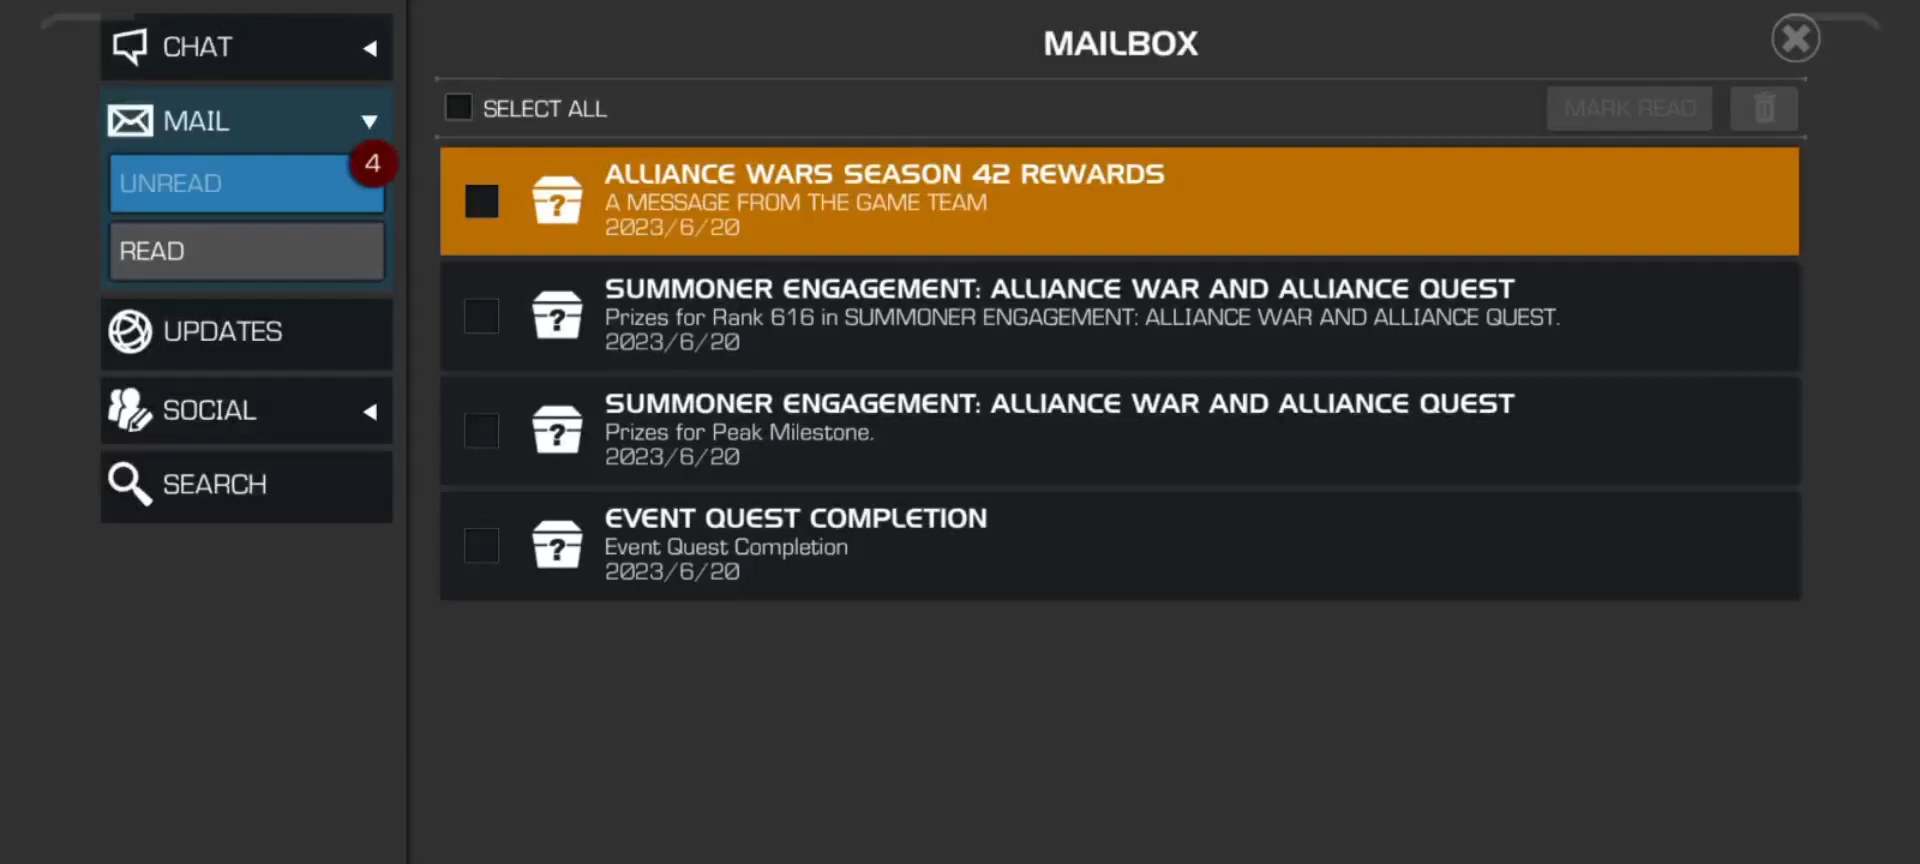 CHAT
MAIL
4
UNREAD
READ
UPDATES
SOCIAL
SEARCH
MAILBOX
SELECT ALL
MARK READ
ALLIANCE WARS SEASON 42 REWARDS
A MESSAGE FROM THE GAME TEAM
2023/6/20
SUMMONER ENGAGEMENT: ALLIANCE WAR AND ALLIANCE QUEST
Prizes for Rank 616 in SUMMONER ENGAGEMENT: ALLIANCE WAR AND ALLIANCE QUEST.
2023/6/20
SUMMONER ENGAGEMENT: ALLIANCE WAR AND ALLIANCE QUEST
Prizes for Peak Milestone.
2023/6/20
EVENT QUEST COMPLETION
Event Quest Completion
2023/6/20